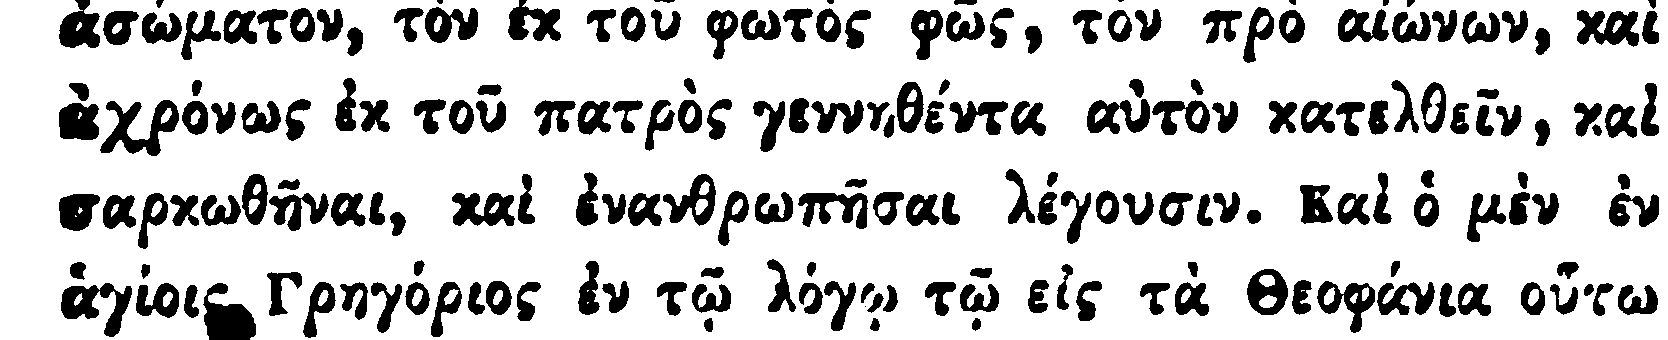 ἀσώματον, τὸν ἐκ τοῦ φωτὸς φῶς, τὸν πρὸ αἰώνων, καὶ
ἀχρόνως ἐκ τοῦ πατρὸς γεννηθέντα αὐτὸν κατελθεῖν, καὶ
σαρκωθῆναι, καὶ ἐνανθρωπῆσαι λέγουσιν. Καὶ ὁ μὲν ἐν
ἁγίοις Γρηγόριος ἐν τῷ λόγῳ τῷ εἰς τὰ Θεοφάνια οὕτω